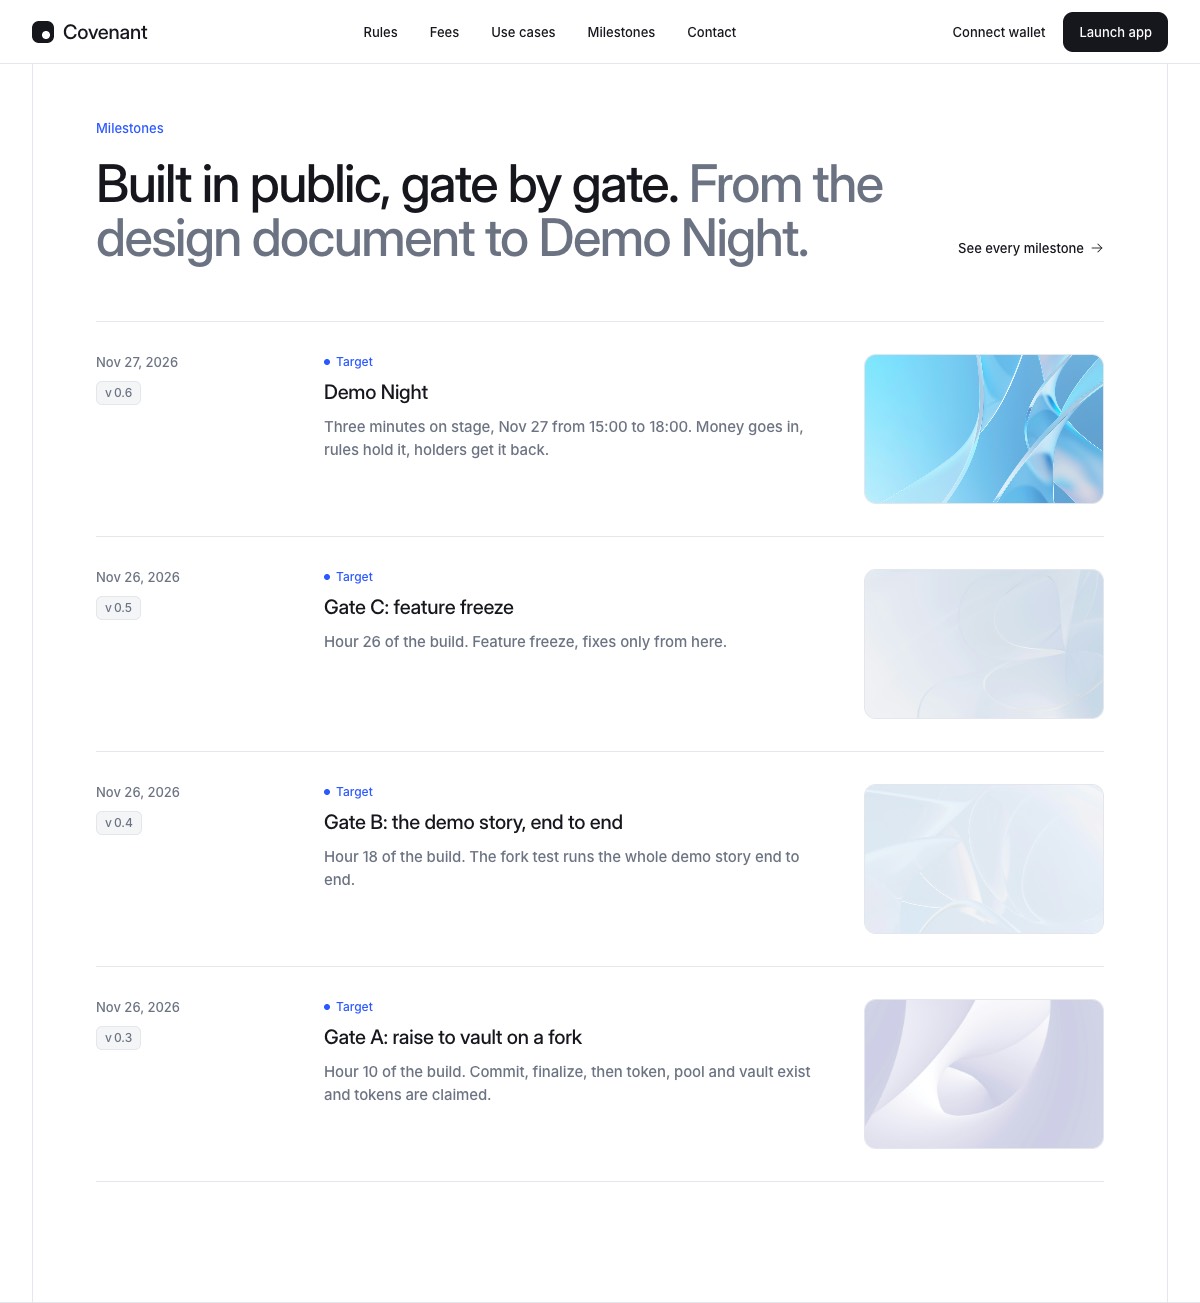 Covenant
Rules
Fees
Use cases
Milestones
Contact
Connect wallet
Launch app
Milestones
Built in public, gate by gate. From the
design document to Demo Night.
See every milestone →
Nov 27, 2026
v 0.6
Target
Demo Night
Three minutes on stage, Nov 27 from 15:00 to 18:00. Money goes in,
rules hold it, holders get it back.
Nov 26, 2026
v 0.5
Target
Gate C: feature freeze
Hour 26 of the build. Feature freeze, fixes only from here.
Nov 26, 2026
v 0.4
Target
Gate B: the demo story, end to end
Hour 18 of the build. The fork test runs the whole demo story end to
end.
Nov 26, 2026
v 0.3
Target
Gate A: raise to vault on a fork
Hour 10 of the build. Commit, finalize, then token, pool and vault exist
and tokens are claimed.